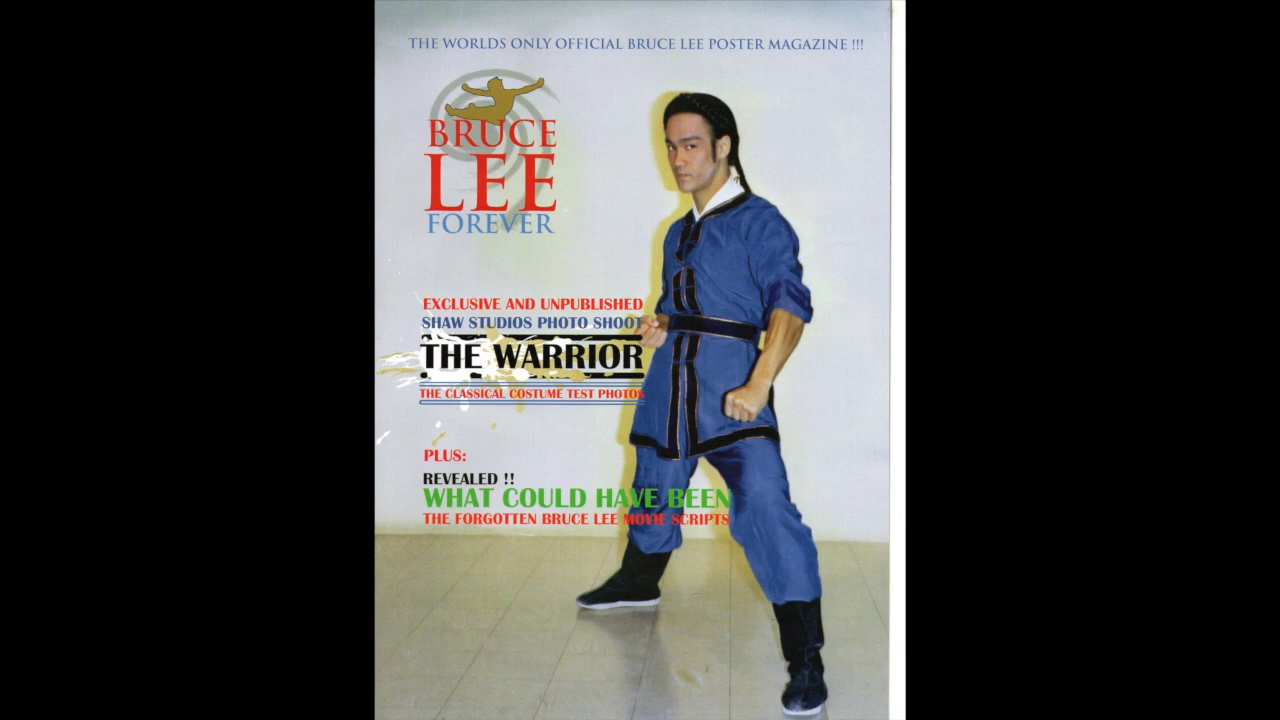 THE WORLDS ONLY OFFICIAL BRUCE LEE POSTER MAGAZINE !!!
BRUCE
LEE
FOREVER
EXCLUSIVE AND UNPUBLISHED
SHAW STUDIOS PHOTO SHOOT
THE WARRIOR
THE CLASSICAL COSTUME TEST PHOTOS
PLUS:
REVEALED !!
WHAT COULD HAVE BEEN
THE FORGOTTEN BRUCE LEE MOVIE SCRIPTS